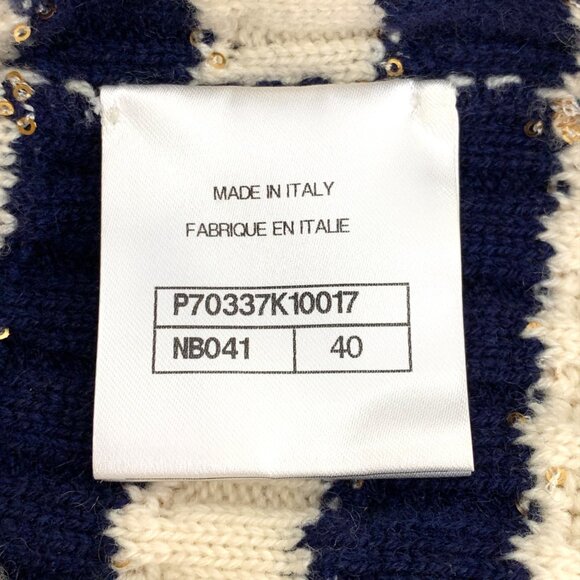 MADE IN ITALY
FABRIQUE EN ITALIE
P70337K10017
NB041 40